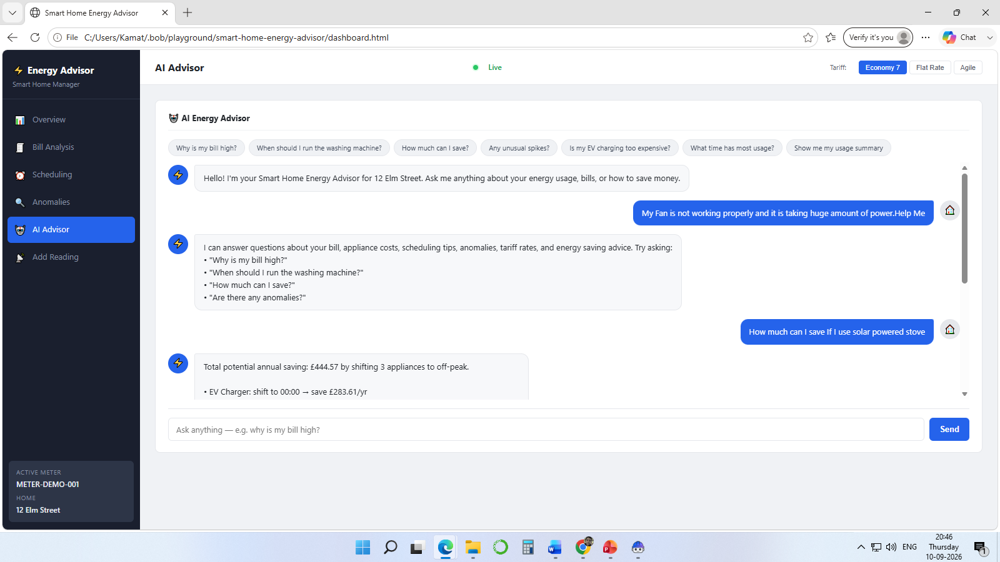 Smart Home Energy Advisor
File C:/Users/Kamat/.bob/playground/smart-home-energy-advisor/dashboard.html
Verify it's you
Chat
Energy Advisor
Smart Home Manager
Overview
Bill Analysis
Scheduling
Anomalies
AI Advisor
Add Reading
ACTIVE METER
METER-DEMO-001
HOME
12 Elm Street
AI Advisor
Live
Tariff: Economy 7 Flat Rate Agile
AI Energy Advisor
Why is my bill high? When should I run the washing machine? How much can I save? Any unusual spikes? Is my EV charging too expensive? What time has most usage? Show me my usage summary
Hello! I'm your Smart Home Energy Advisor for 12 Elm Street. Ask me anything about your energy usage, bills, or how to save money.
My Fan is not working properly and it is taking huge amount of power.Help Me
I can answer questions about your bill, appliance costs, scheduling tips, anomalies, tariff rates, and energy saving advice. Try asking:
• "Why is my bill high?"
• "When should I run the washing machine?"
• "How much can I save?"
• "Are there any anomalies?"
How much can I save If I use solar powered stove
Total potential annual saving: £444.57 by shifting 3 appliances to off-peak.
• EV Charger: shift to 00:00 → save £283.61/yr
Ask anything — e.g. why is my bill high?
Send
ENG
20:46
Thursday
10-09-2026
1